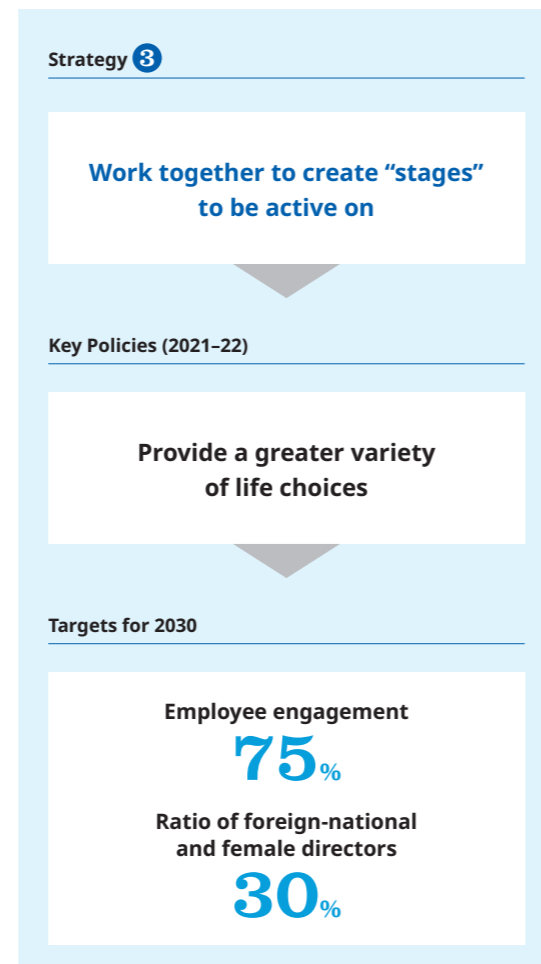 Strategy 3
Work together to create “stages”
to be active on
Key Policies (2021–22)
Provide a greater variety
of life choices
Targets for 2030
Employee engagement
75%
Ratio of foreign-national
and female directors
30%